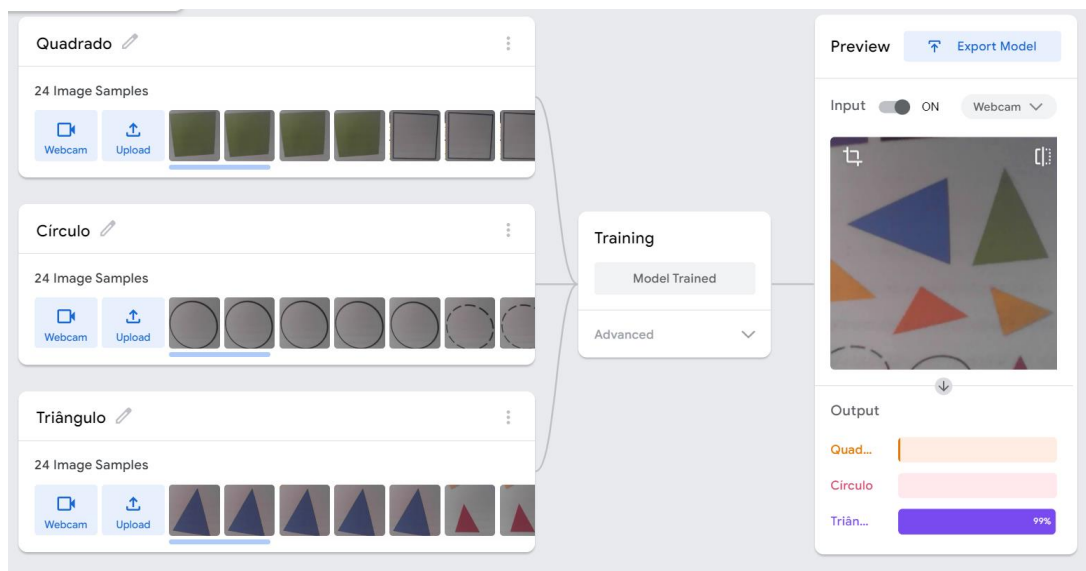 Quadrado
24 Image Samples
Webcam
Upload
Círculo
24 Image Samples
Webcam
Upload
Triângulo
24 Image Samples
Webcam
Upload
Training
Model Trained
Advanced
Preview
Export Model
Input
ON
Webcam
Output
Quad...
Círculo
Triân...
99%